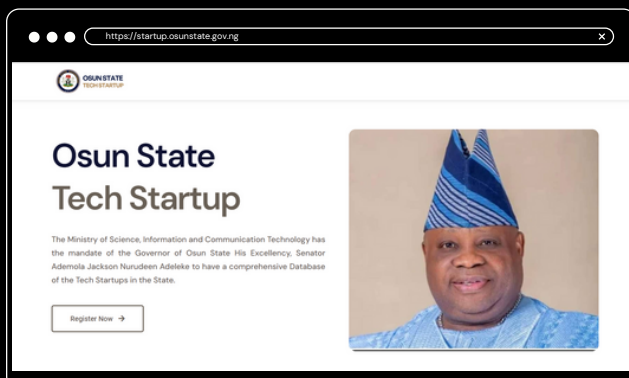 https://startup.osunstate.gov.ng
OSUN STATE
TECH STARTUP
Osun State
Tech Startup
The Ministry of Science, Information and Communication Technology has
the mandate of the Governor of Osun State His Excellency, Senator
Ademola Jackson Nurudeen Adeleke to have a comprehensive Database
of the Tech Startups in the State.
Register Now →